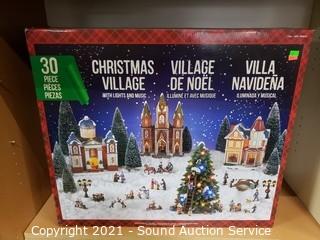 30
PIECE
PIÈCES
PIEZAS
CHRISTMAS
VILLAGE
WITH LIGHTS AND MUSIC
VILLAGE
DE NOËL
ILLUMINÉ ET AVEC MUSIQUE
VILLA
NAVIDEÑA
ILUMINADA Y MUSICAL
Copyright 2021 - Sound Auction Service